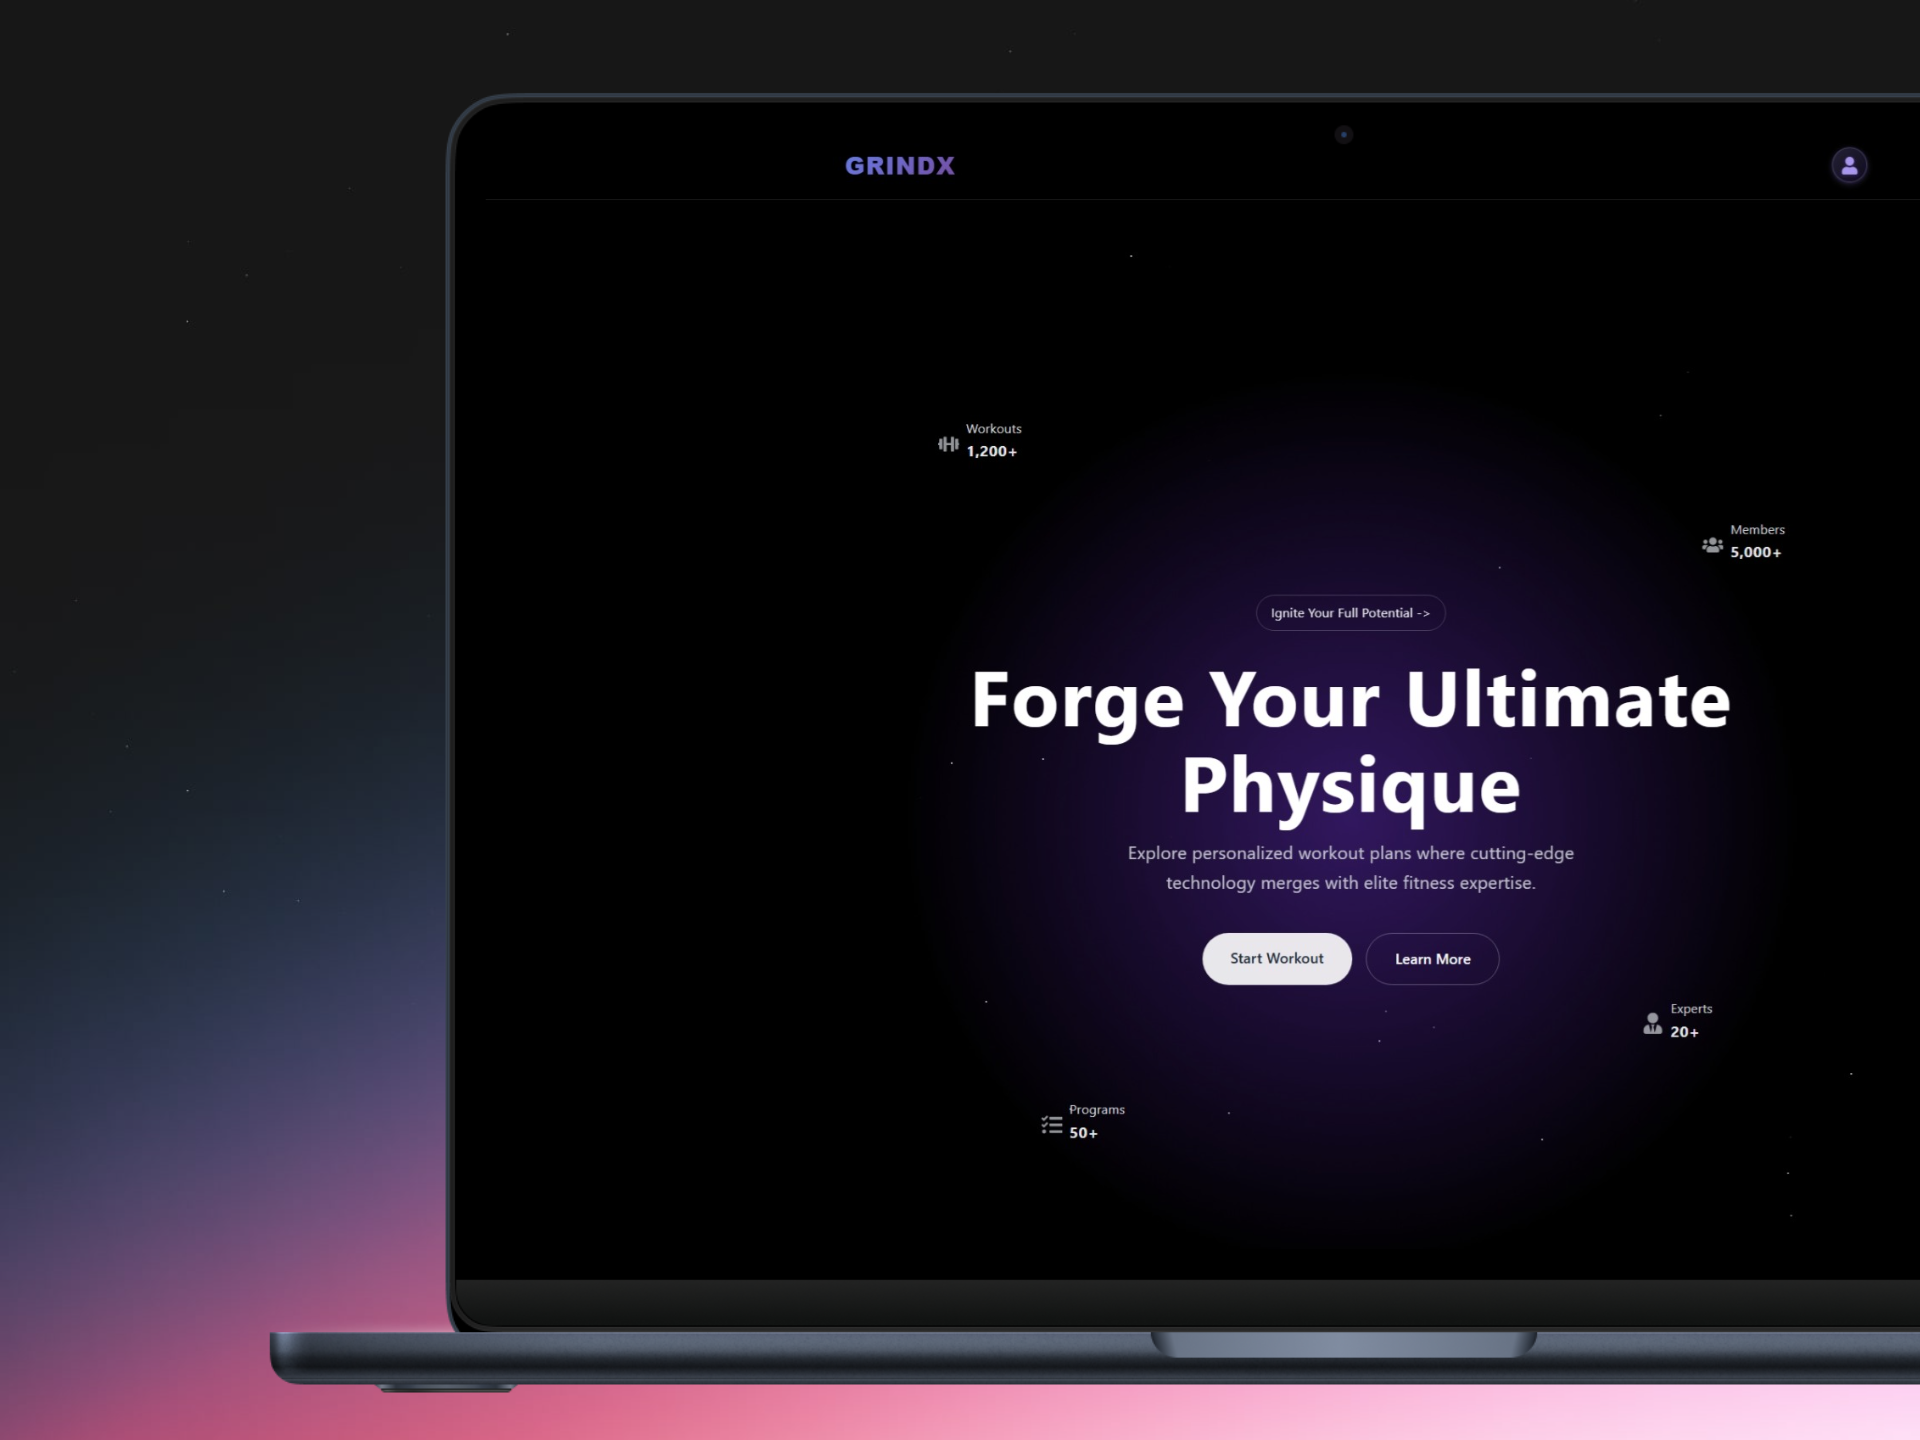 GRINDX
Workouts
1,200+
Members
5,000+
Ignite Your Full Potential ->
Forge Your Ultimate
Physique
Explore personalized workout plans where cutting-edge
technology merges with elite fitness expertise.
Start Workout
Learn More
Experts
20+
Programs
50+